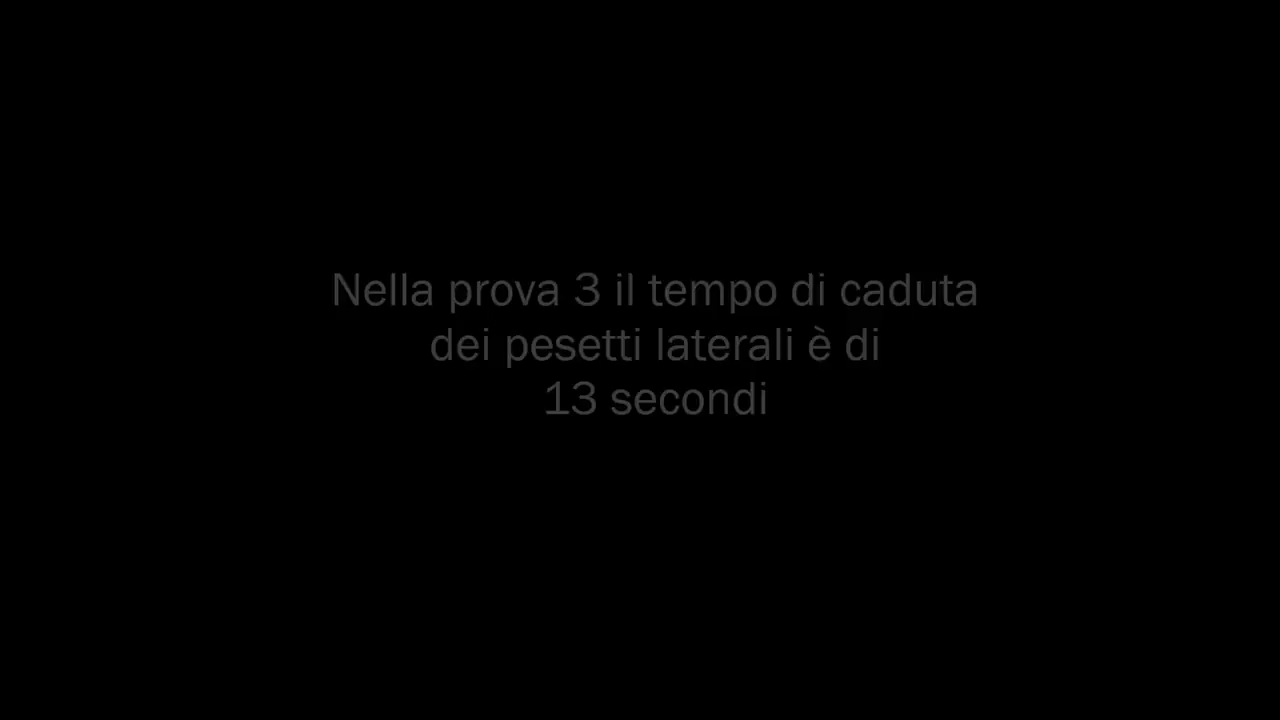 Nella prova 3 il tempo di caduta
dei pesetti laterali è di
13 secondi